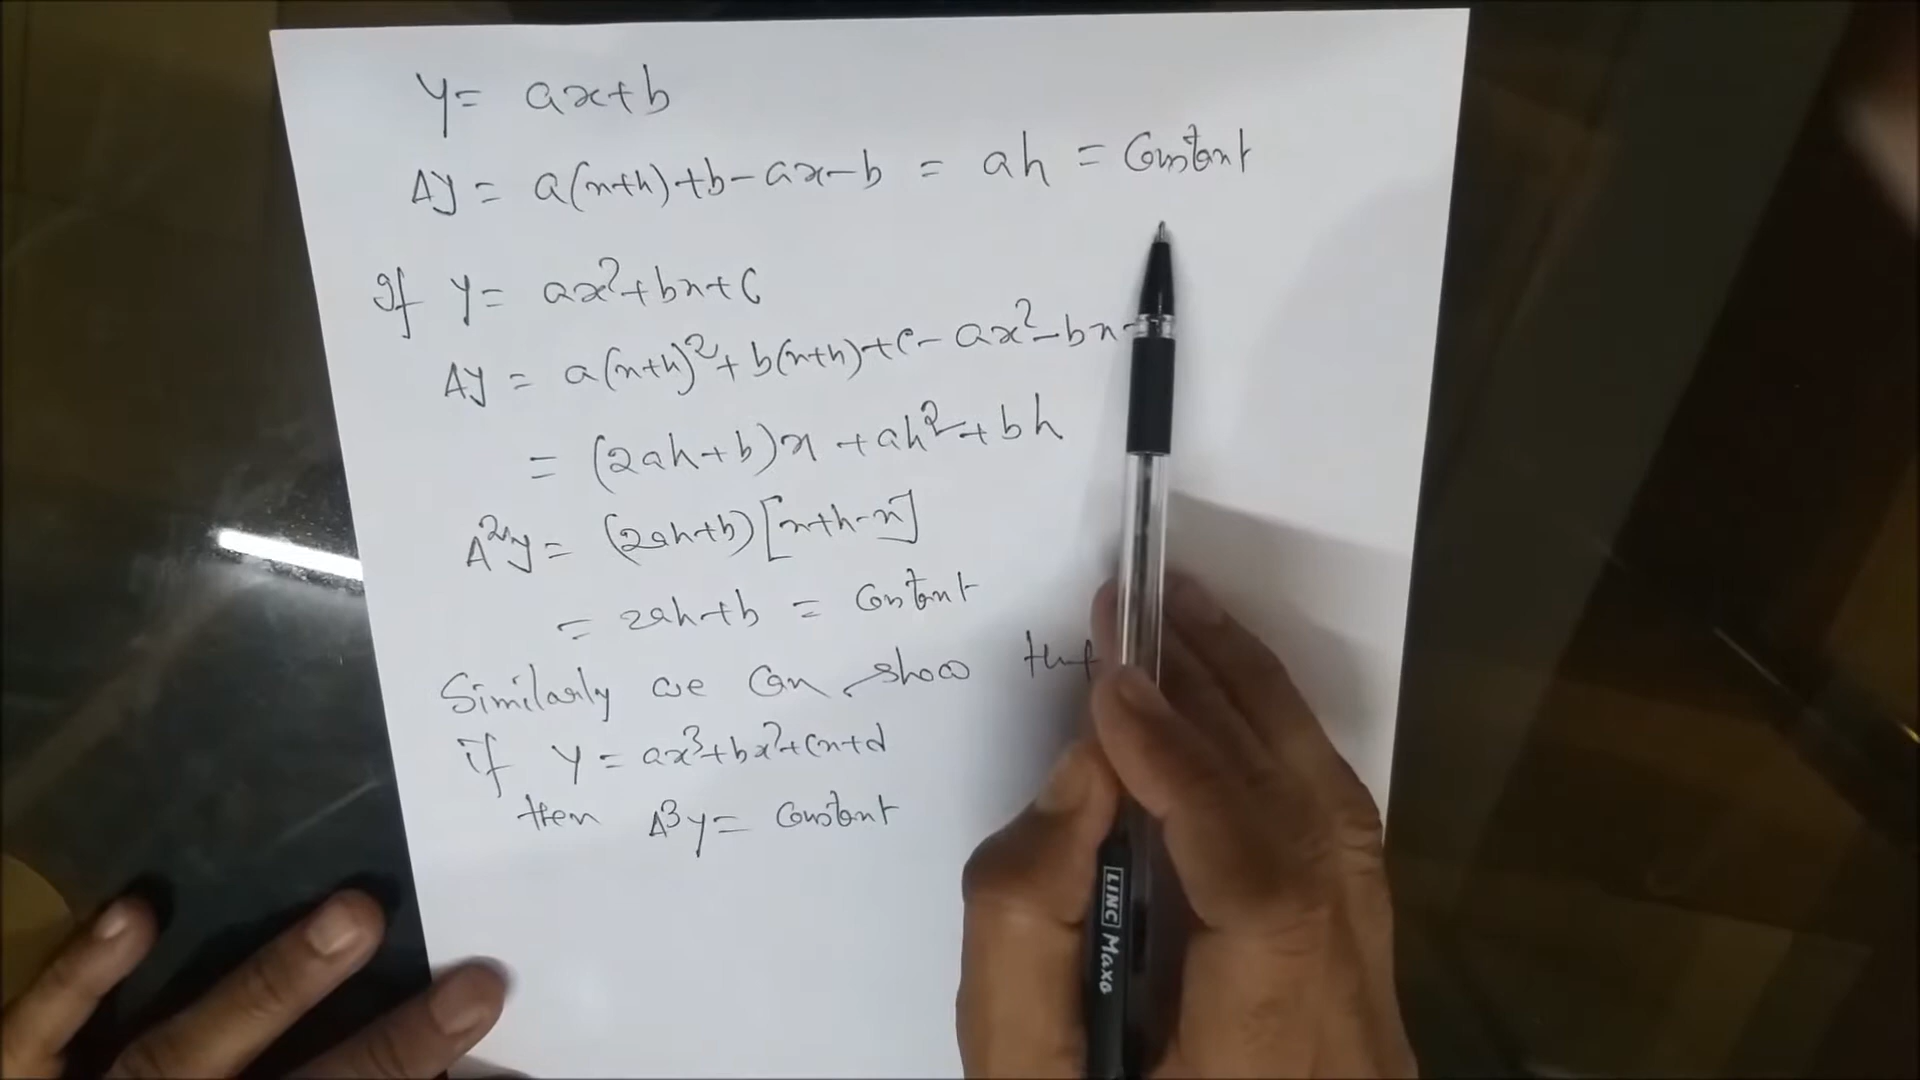 y = ax+b
Δy = a(x+h)+b-ax-b = ah = Constant
If y = ax²+bx+c
Δy = a(x+h)²+b(x+h)+c-ax²-bx-
= (2ah+b)x +ah²+bh
Δ²y = (2ah+b)[x+h-x]
= 2ah+b = Constant
Similarly we can show that
if y = ax³+bx²+cx+d
then Δ³y = Constant
LINC Maxo